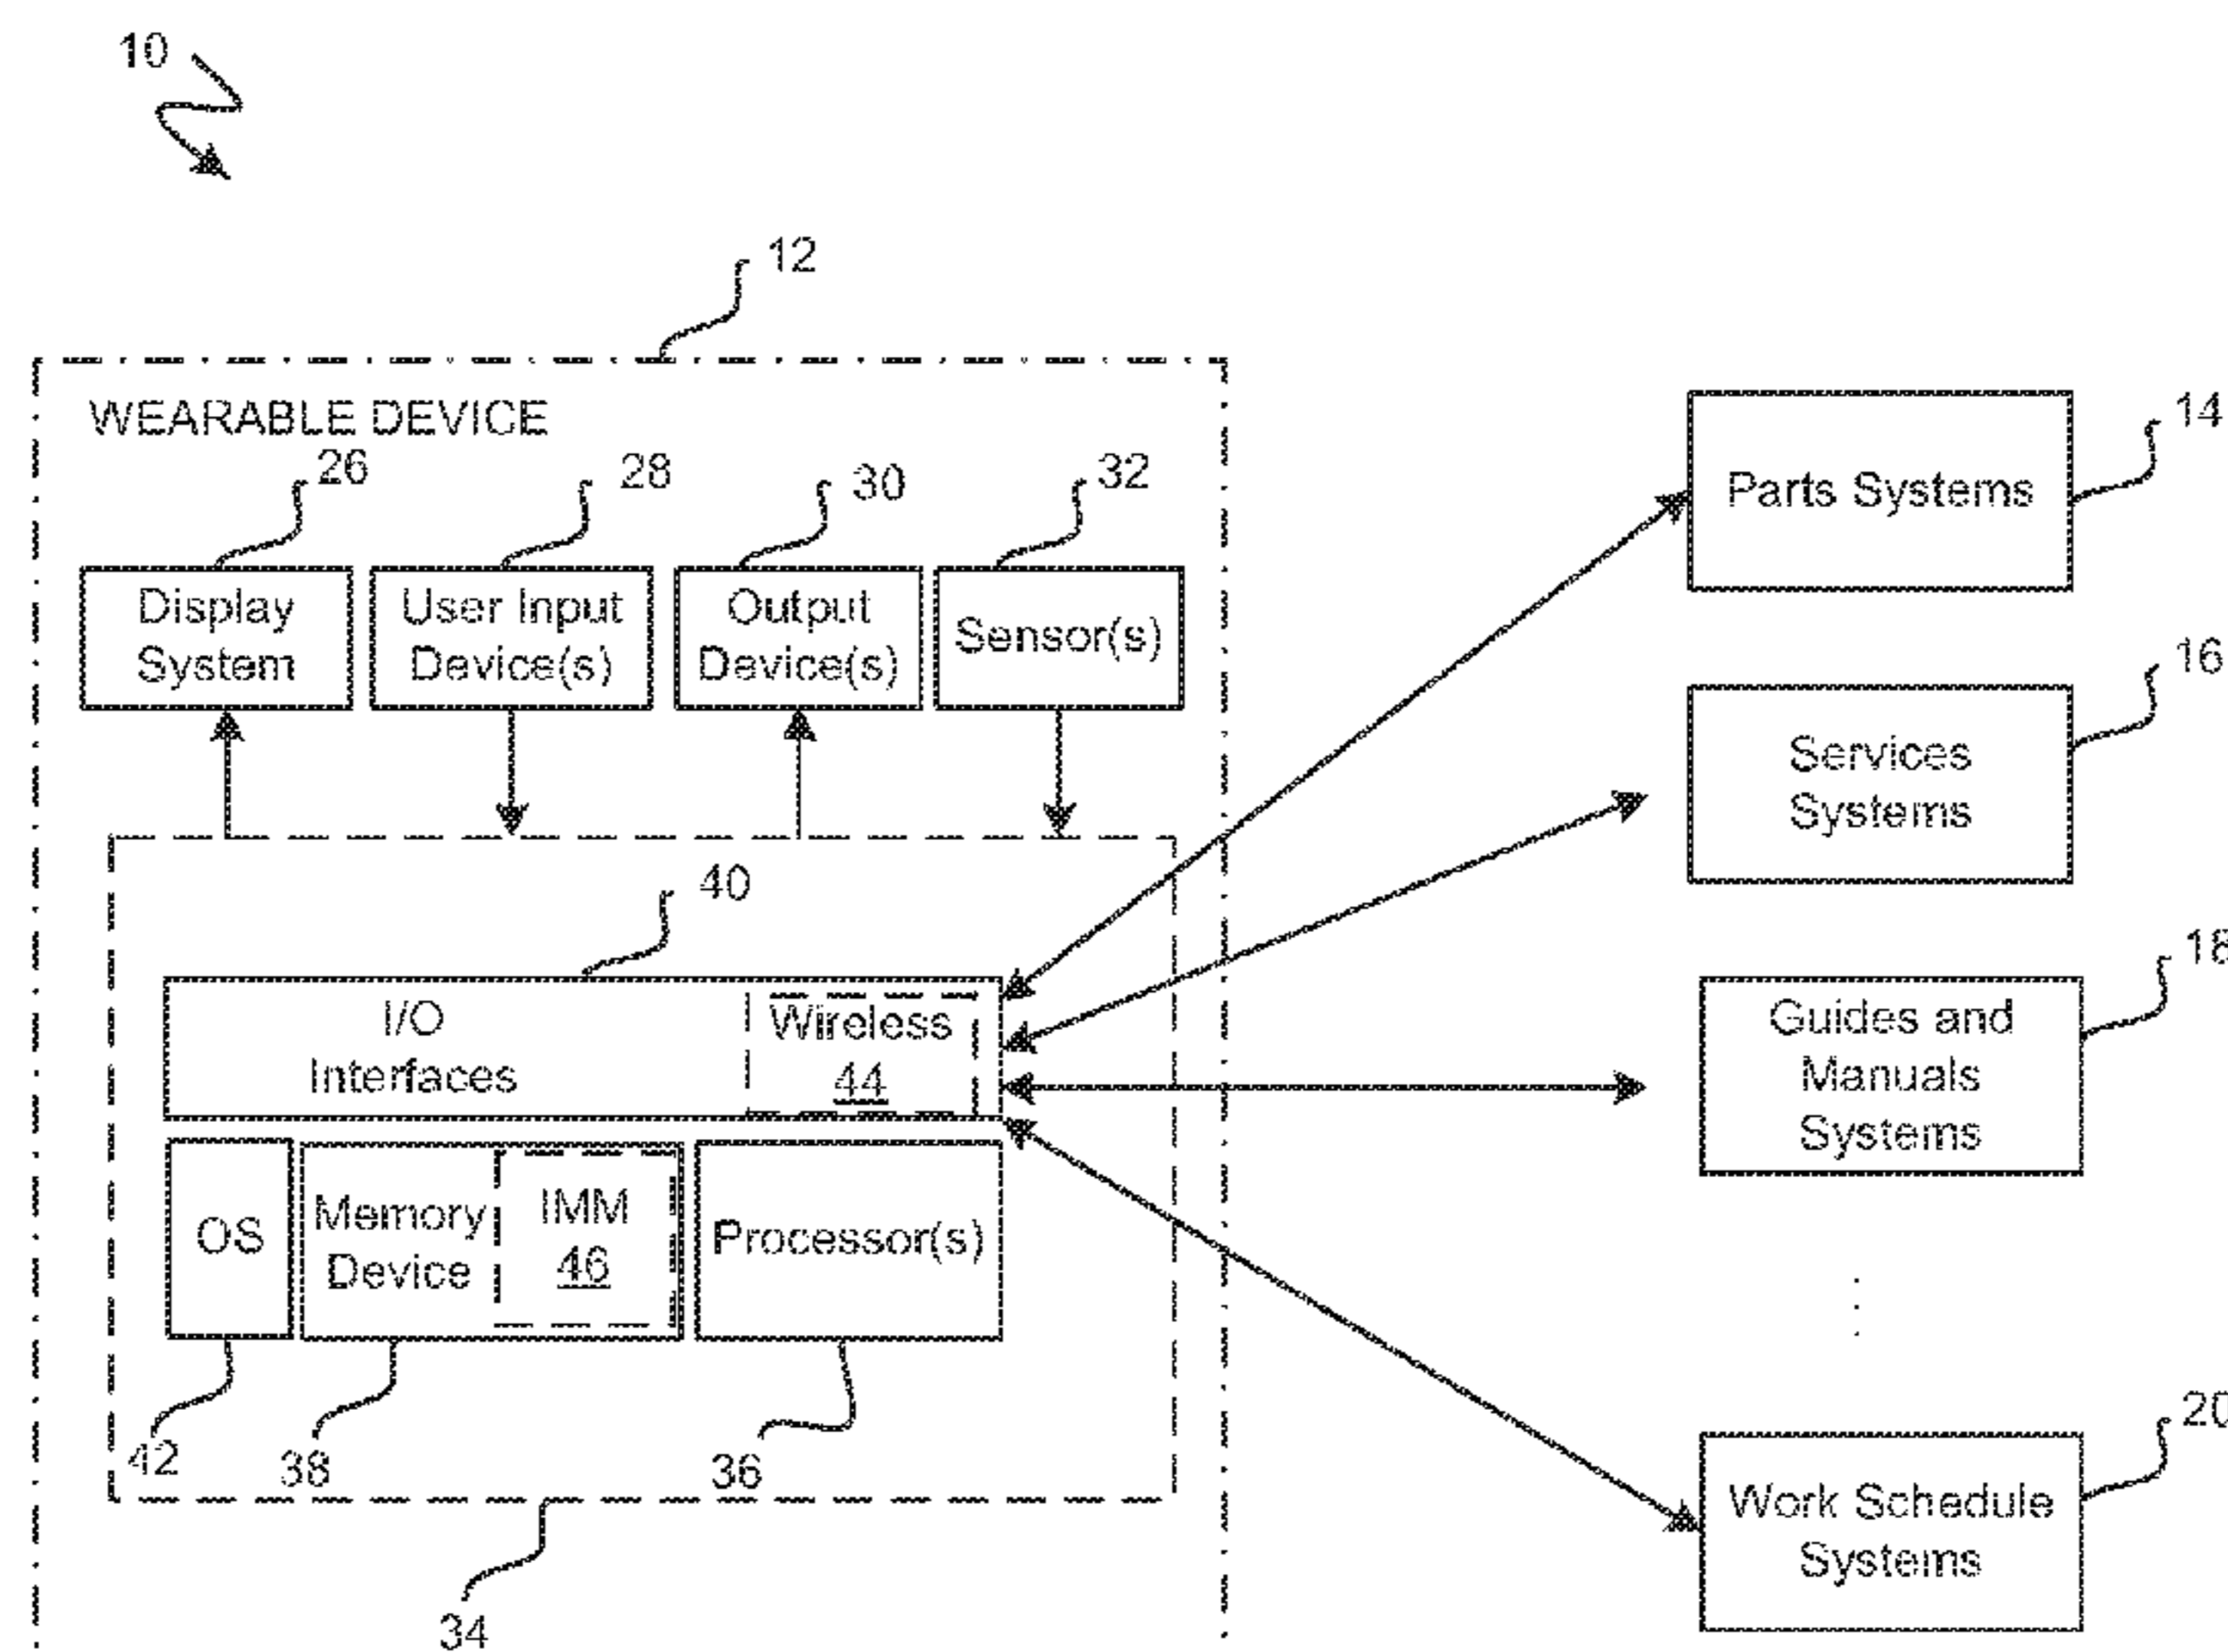 10
12
WEARABLE DEVICE
26
28
30
32
Display
System
User Input
Device(s)
Output
Device(s)
Sensor(s)
14
Parts Systems
16
Services
Systems
40
I/O
Interfaces
Wireless
44
18
Guides and
Manuals
Systems
OS
Memory
Device
IMM
46
Processor(s)
42
38
36
34
20
Work Schedule
Systems